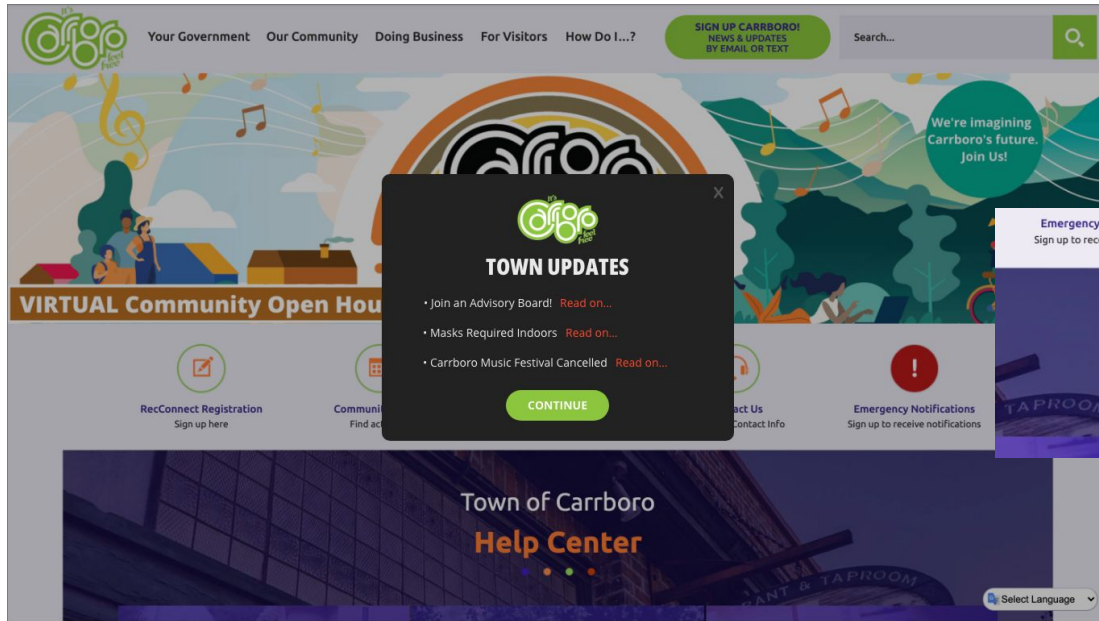 it's
Carrboro
feel
free
Your Government Our Community Doing Business For Visitors How Do I...?
SIGN UP CARRBORO!
NEWS & UPDATES
BY EMAIL OR TEXT
Search...
We're imagining
Carrboro's future.
Join Us!
it's
Carrboro
feel
free
X
TOWN UPDATES
• Join an Advisory Board! Read on...
• Masks Required Indoors Read on...
• Carrboro Music Festival Cancelled Read on...
CONTINUE
VIRTUAL Community Open Hou
RecConnect Registration
Sign up here
Communi
Find ac
act Us
Contact Info
Emergency Notifications
Sign up to receive notifications
Emergency
Sign up to rec
TAPROO
Town of Carrboro
Help Center
ANT & TAPROOM
Select Language